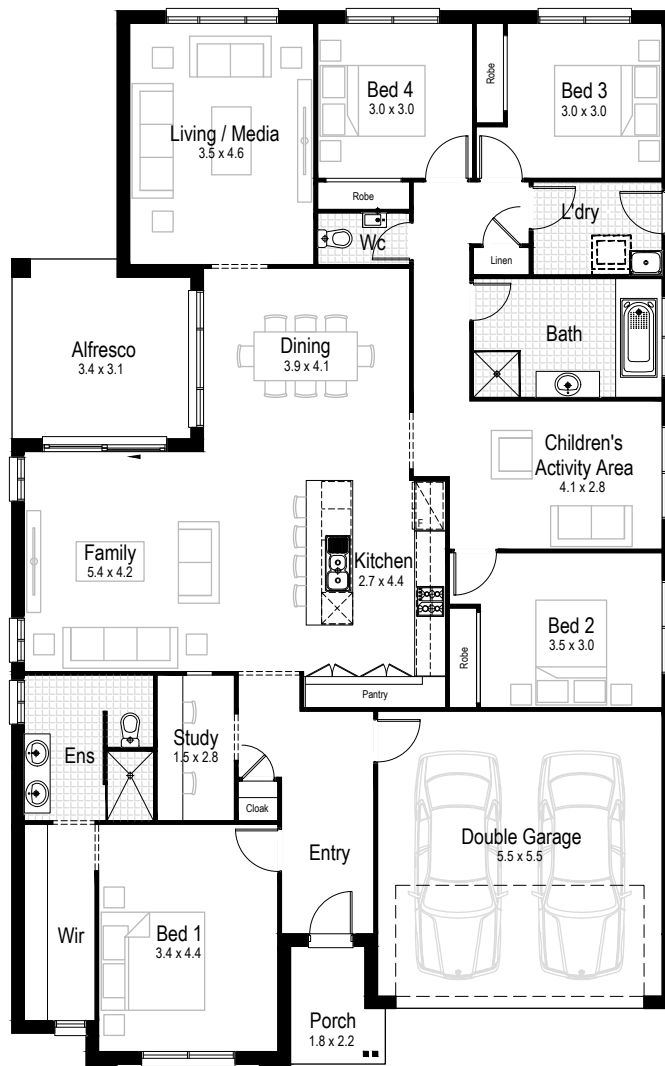 Living / Media
3.5 x 4.6
Bed 4
3.0 x 3.0
Robe
Bed 3
3.0 x 3.0
Robe
Wc
L'dry
Linen
Alfresco
3.4 x 3.1
Dining
3.9 x 4.1
Bath
Children's
Activity Area
4.1 x 2.8
Family
5.4 x 4.2
F
Kitchen
2.7 x 4.4
Bed 2
3.5 x 3.0
Robe
Pantry
Ens
Study
1.5 x 2.8
Cloak
Double Garage
5.5 x 5.5
Entry
Wir
Bed 1
3.4 x 4.4
Porch
1.8 x 2.2